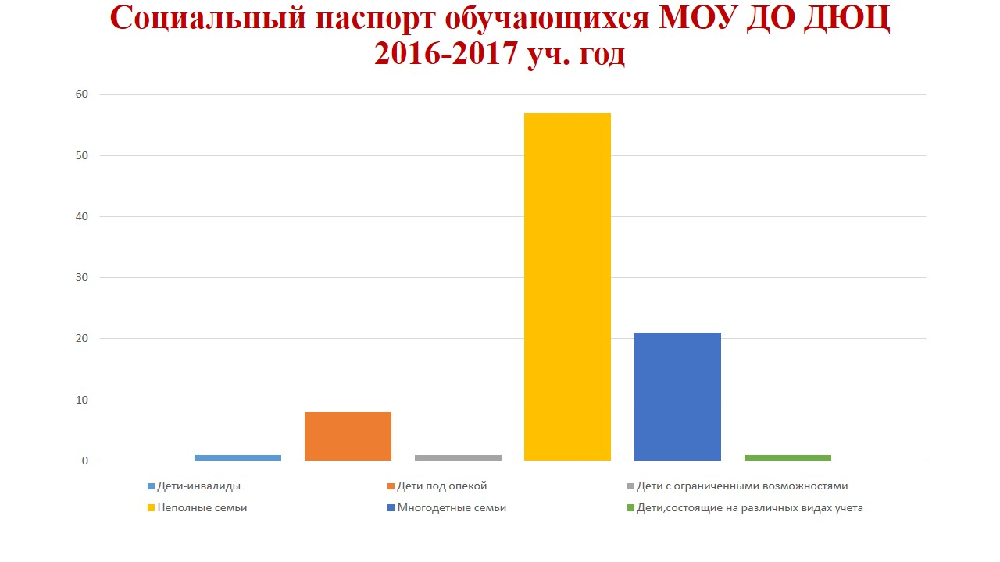 Социальный паспорт обучающихся МОУ ДО ДЮЦ
2016-2017 уч. год
60
50
40
30
20
10
0
Дети-инвалиды
Дети под опекой
Дети с ограниченными возможностями
Неполные семьи
Многодетные семьи
Дети,состоящие на различных видах учета